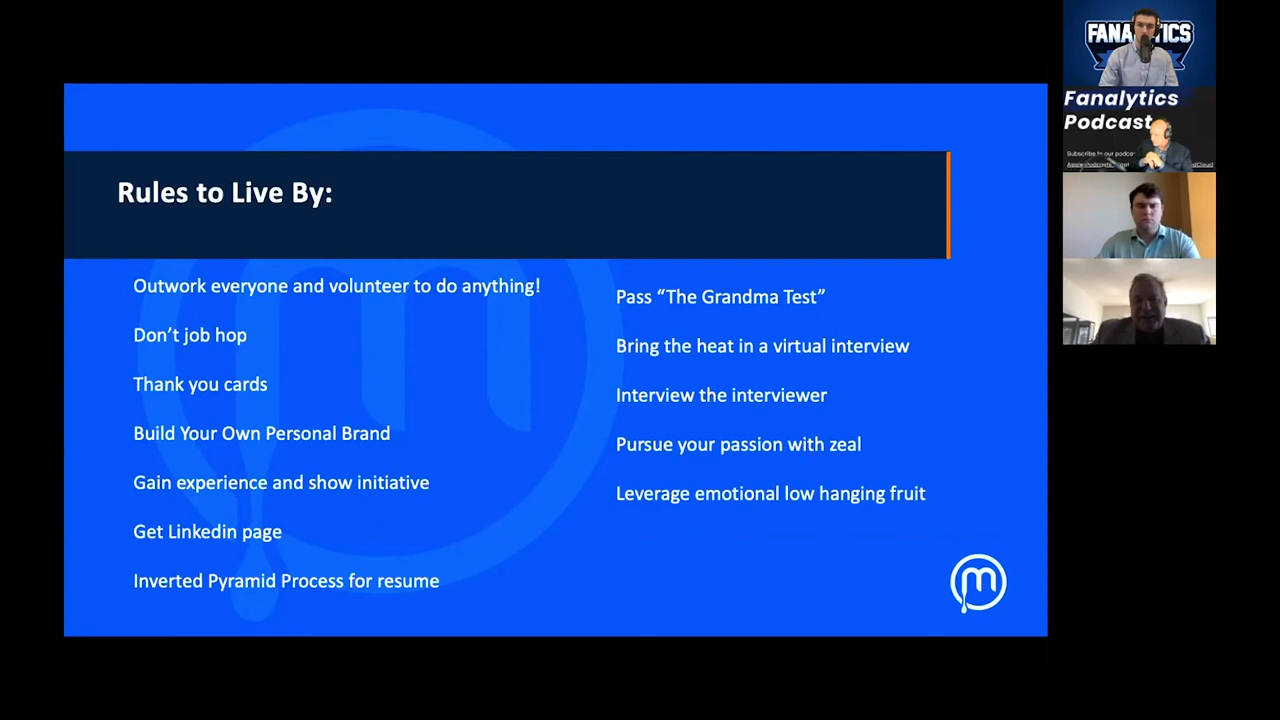 Rules to Live By:
Outwork everyone and volunteer to do anything!
Don't job hop
Thank you cards
Build Your Own Personal Brand
Gain experience and show initiative
Get Linkedin page
Inverted Pyramid Process for resume
Pass “The Grandma Test”
Bring the heat in a virtual interview
Interview the interviewer
Pursue your passion with zeal
Leverage emotional low hanging fruit
m
Fanalytics
Podcast
Subscribe to our